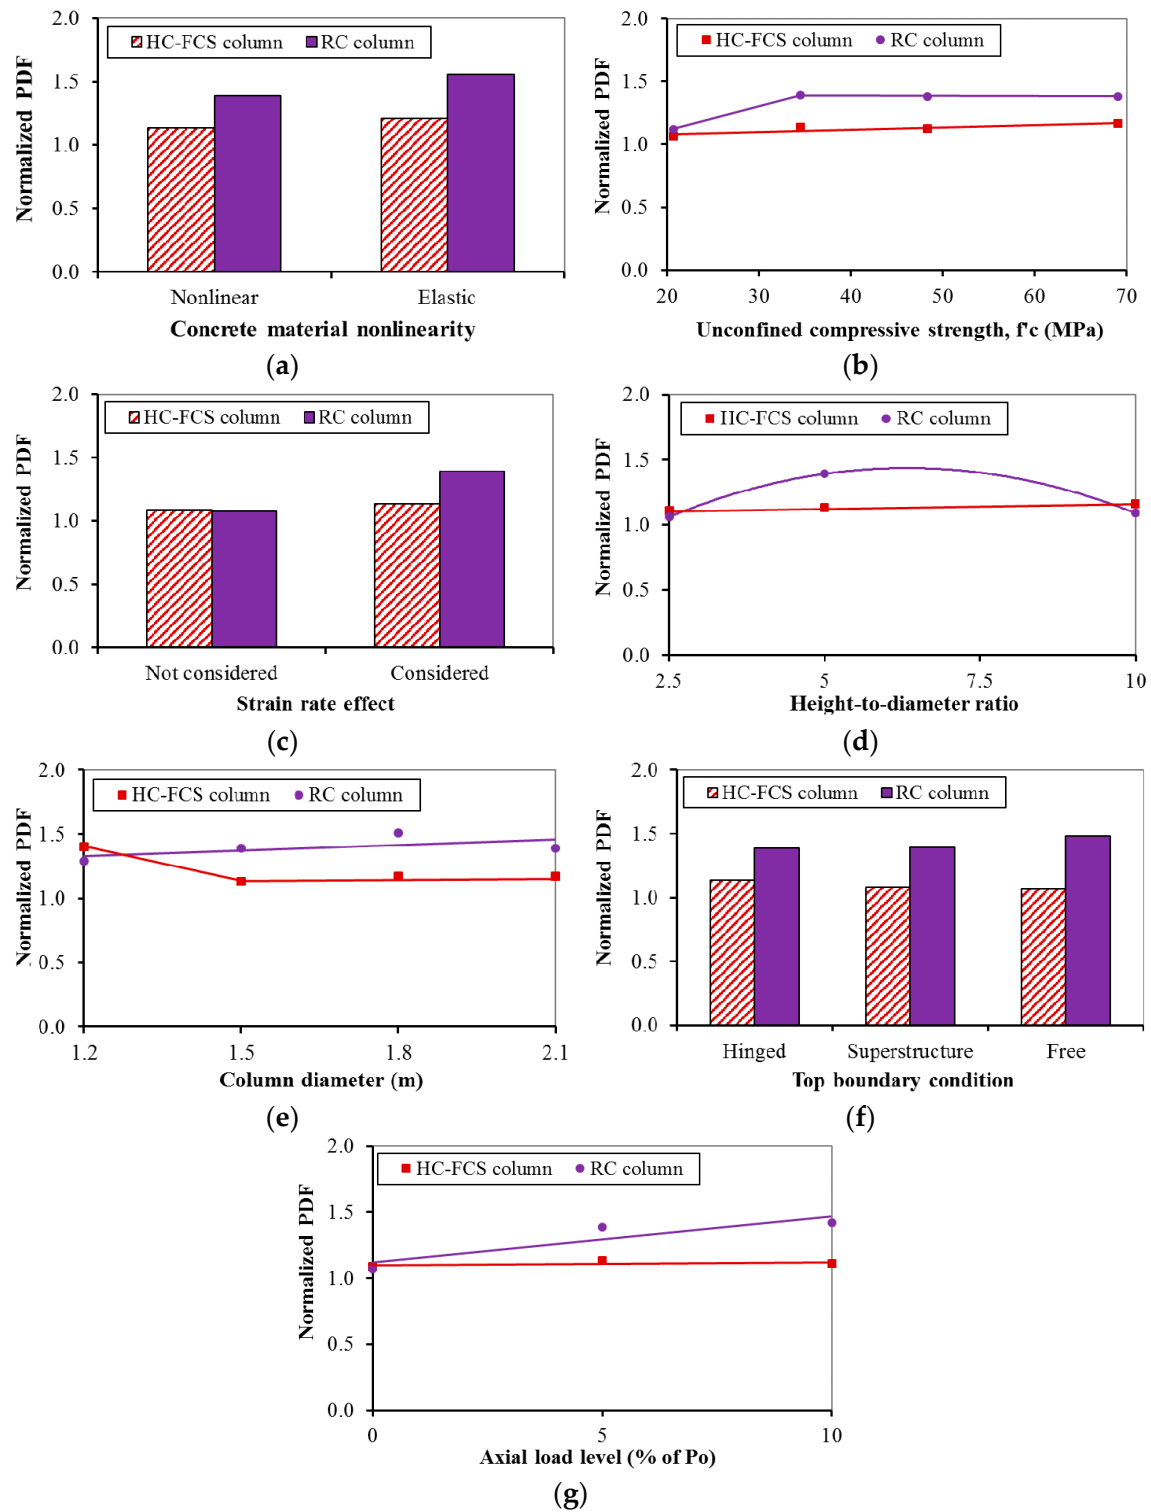 2.0
HC-FCS column RC column
1.5
1.0
0.5
0.0
Normalized PDF
Nonlinear Elastic
Concrete material nonlinearity
(a)
2.0
HC-FCS column RC column
1.5
1.0
0.5
0.0
Normalized PDF
20 30 40 50 60 70
Unconfined compressive strength, f'c (MPa)
(b)
2.0
HC-FCS column RC column
1.5
1.0
0.5
0.0
Normalized PDF
Not considered Considered
Strain rate effect
(c)
2.0
HC-FCS column RC column
1.5
1.0
0.5
0.0
Normalized PDF
2.5 5 7.5 10
Height-to-diameter ratio
(d)
2.0
HC-FCS column RC column
1.5
1.0
0.5
0.0
Normalized PDF
1.2 1.5 1.8 2.1
Column diameter (m)
(e)
2.0
HC-FCS column RC column
1.5
1.0
0.5
0.0
Normalized PDF
Hinged Superstructure Free
Top boundary condition
(f)
2.0
HC-FCS column RC column
1.5
1.0
0.5
0.0
Normalized PDF
0 5 10
Axial load level (% of Po)
(g)